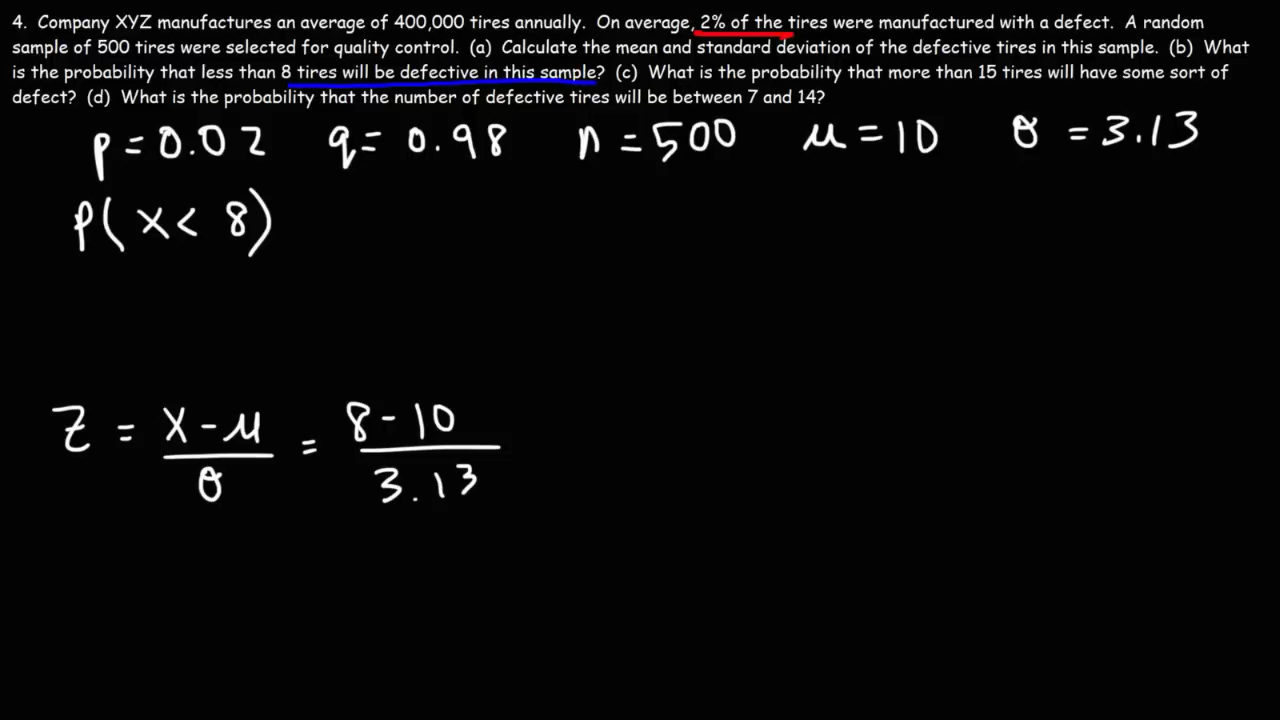 4. Company XYZ manufactures an average of 400,000 tires annually. On average, 2% of the tires were manufactured with a defect. A random
sample of 500 tires were selected for quality control. (a) Calculate the mean and standard deviation of the defective tires in this sample. (b) What
is the probability that less than 8 tires will be defective in this sample? (c) What is the probability that more than 15 tires will have some sort of
defect? (d) What is the probability that the number of defective tires will be between 7 and 14?
p = 0.02 q = 0.98 n = 500 μ = 10 σ = 3.13
P( x < 8)
Z = x - μ / σ = 8 - 10 / 3.13